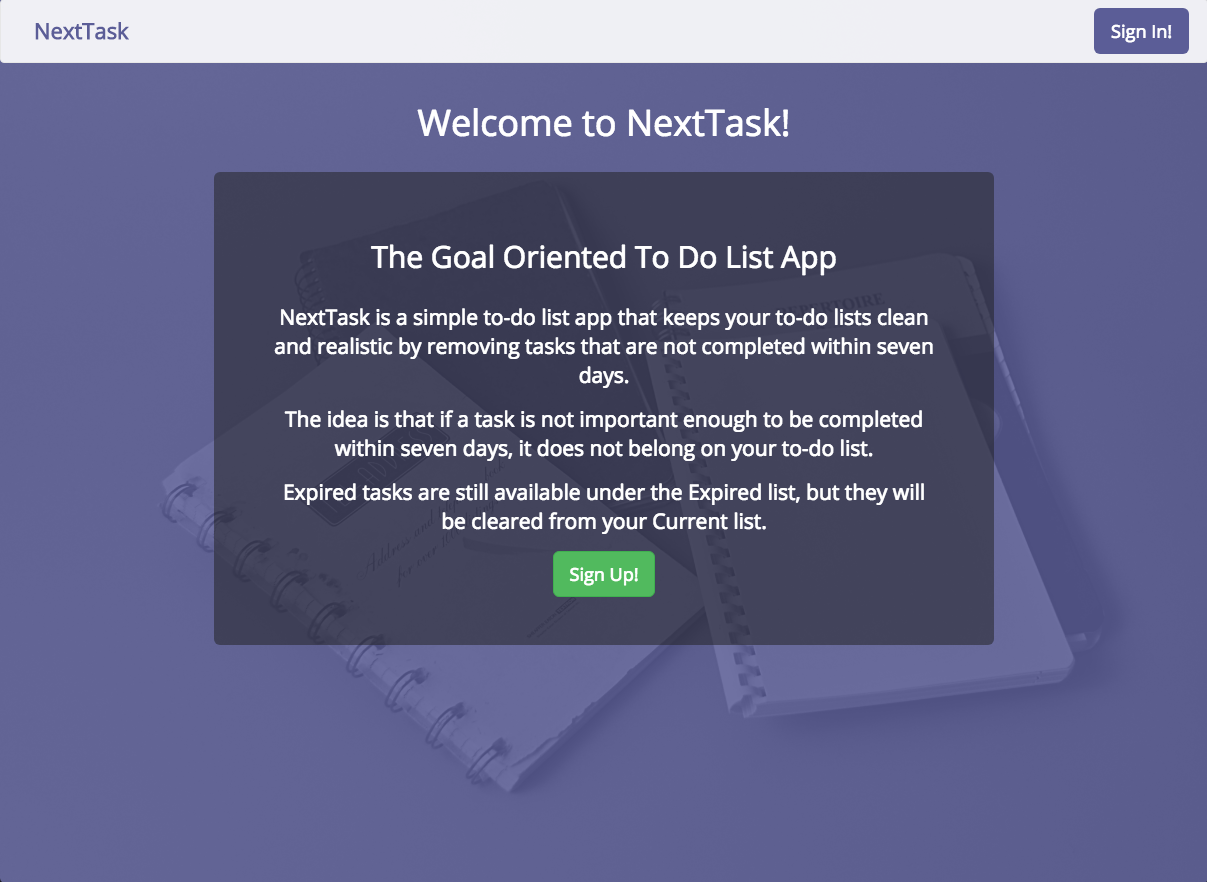 NextTask
Sign In!
Welcome to NextTask!
The Goal Oriented To Do List App
NextTask is a simple to-do list app that keeps your to-do lists clean
and realistic by removing tasks that are not completed within seven
days.
The idea is that if a task is not important enough to be completed
within seven days, it does not belong on your to-do list.
Expired tasks are still available under the Expired list, but they will
be cleared from your Current list.
Sign Up!
REPERTOIRE
Address and